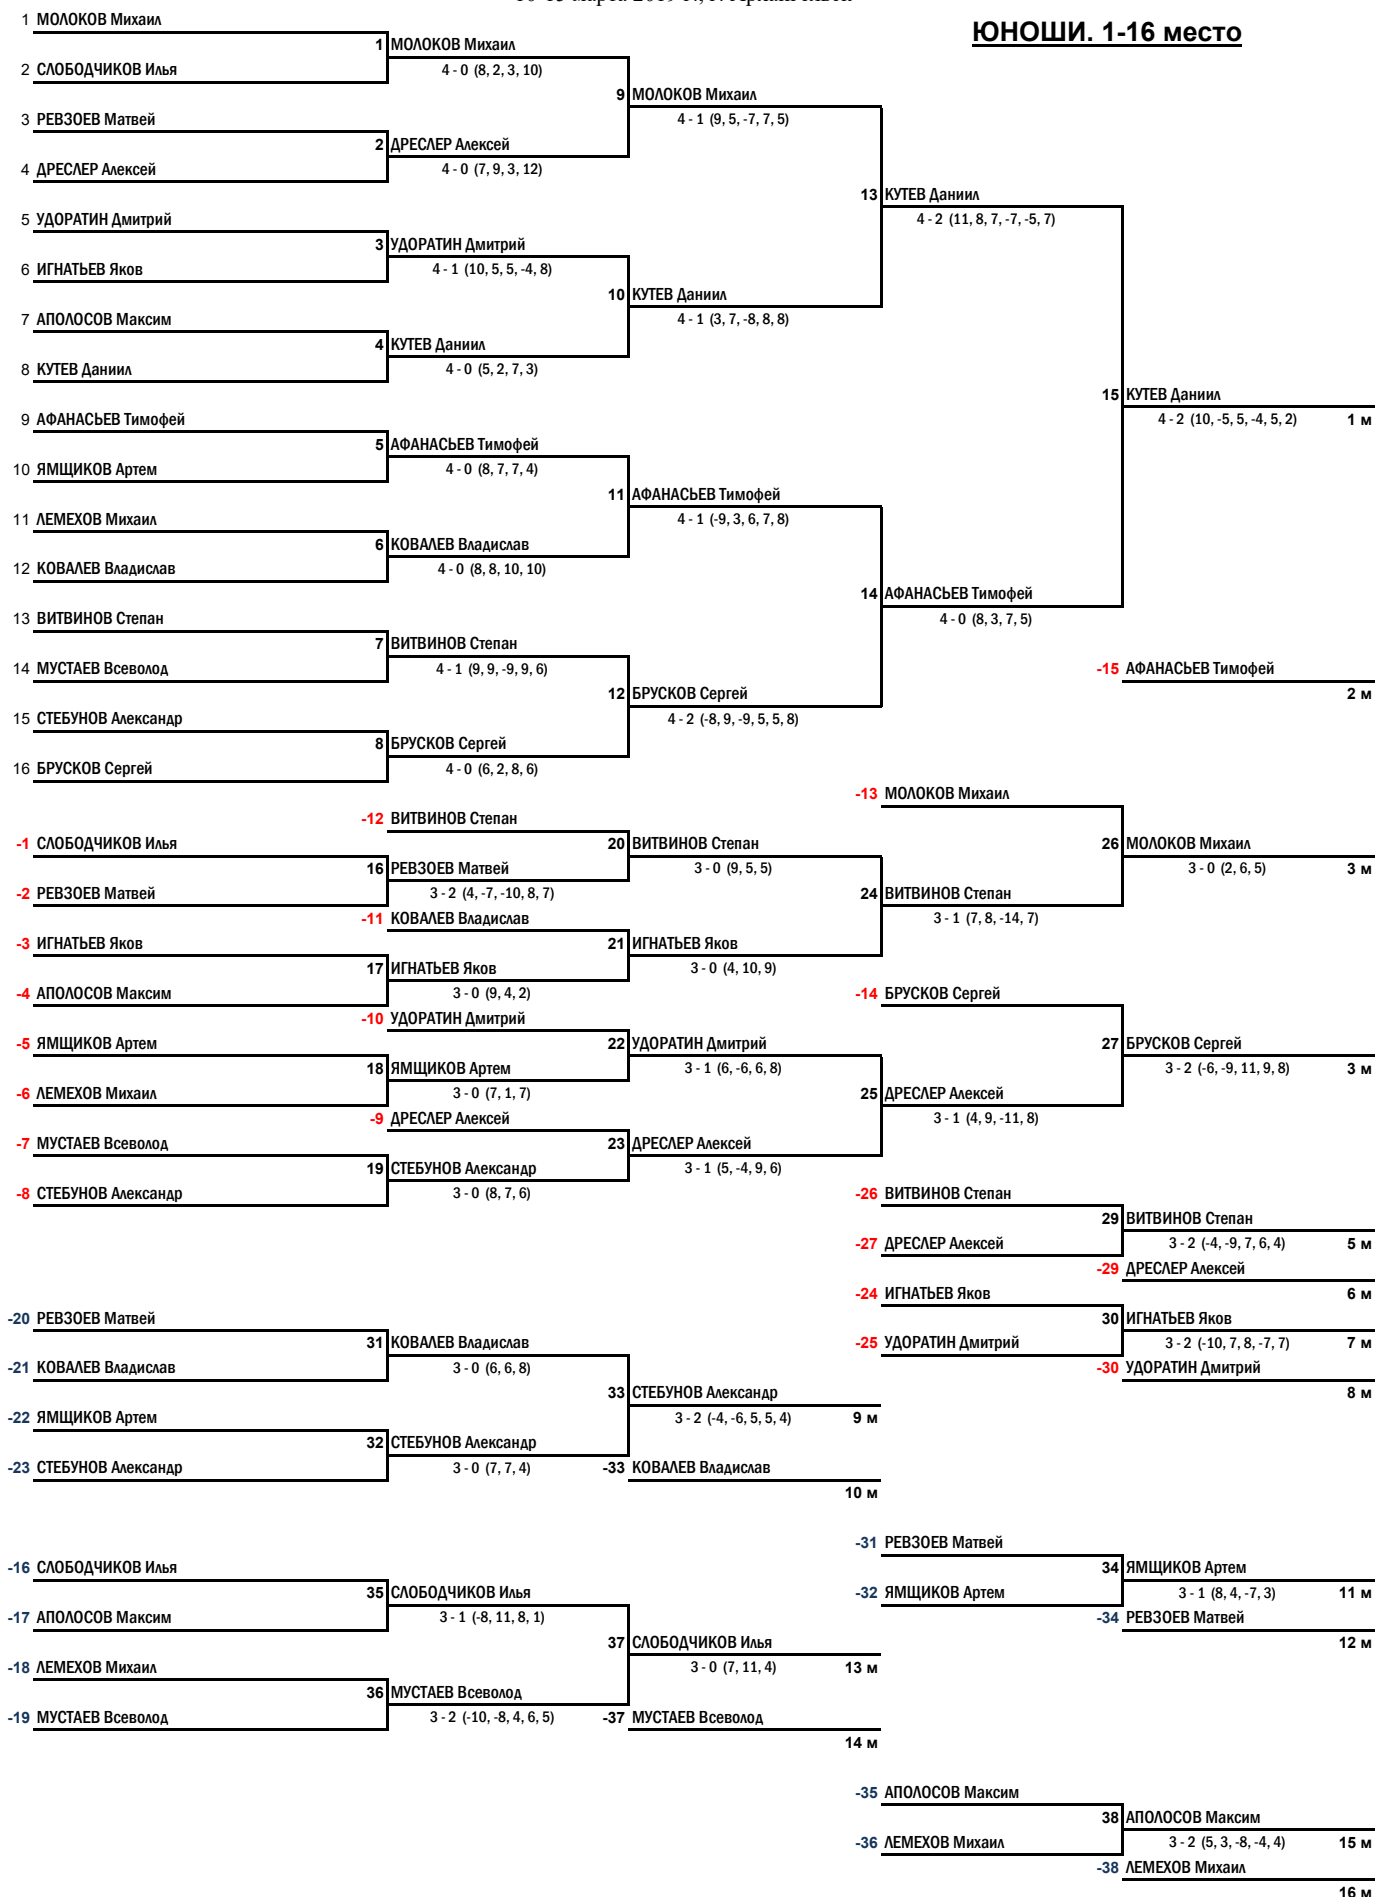 ЮНОШИ. 1-16 место
1 МОЛОКОВ Михаил
1 МОЛОКОВ Михаил
2 СЛОБОДЧИКОВ Илья
4 - 0 (8, 2, 3, 10)
9 МОЛОКОВ Михаил
3 РЕВЗОЕВ Матвей
4 - 1 (9, 5, -7, 7, 5)
2 ДРЕСЛЕР Алексей
4 ДРЕСЛЕР Алексей
4 - 0 (7, 9, 3, 12)
13 КУТЕВ Даниил
5 УДОРАТИН Дмитрий
4 - 2 (11, 8, 7, -7, -5, 7)
3 УДОРАТИН Дмитрий
6 ИГНАТЬЕВ Яков
4 - 1 (10, 5, 5, -4, 8)
10 КУТЕВ Даниил
7 АПОЛОСОВ Максим
4 - 1 (3, 7, -8, 8, 8)
4 КУТЕВ Даниил
8 КУТЕВ Даниил
4 - 0 (5, 2, 7, 3)
15 КУТЕВ Даниил
9 АФАНАСЬЕВ Тимофей
4 - 2 (10, -5, 5, -4, 5, 2) 1 м
5 АФАНАСЬЕВ Тимофей
10 ЯМЩИКОВ Артем
4 - 0 (8, 7, 7, 4)
11 АФАНАСЬЕВ Тимофей
11 ЛЕМЕХОВ Михаил
4 - 1 (-9, 3, 6, 7, 8)
6 КОВАЛЕВ Владислав
12 КОВАЛЕВ Владислав
4 - 0 (8, 8, 10, 10)
14 АФАНАСЬЕВ Тимофей
13 ВИТВИНОВ Степан
4 - 0 (8, 3, 7, 5)
7 ВИТВИНОВ Степан
14 МУСТАЕВ Всеволод
4 - 1 (9, 9, -9, 9, 6)
-15 АФАНАСЬЕВ Тимофей
12 БРУСКОВ Сергей
2 м
15 СТЕБУНОВ Александр
4 - 2 (-8, 9, -9, 5, 5, 8)
8 БРУСКОВ Сергей
16 БРУСКОВ Сергей
4 - 0 (6, 2, 8, 6)
-13 МОЛОКОВ Михаил
-12 ВИТВИНОВ Степан
-1 СЛОБОДЧИКОВ Илья
20 ВИТВИНОВ Степан
26 МОЛОКОВ Михаил
16 РЕВЗОЕВ Матвей
3 - 0 (9, 5, 5)
3 - 0 (2, 6, 5) 3 м
-2 РЕВЗОЕВ Матвей
3 - 2 (4, -7, -10, 8, 7)
24 ВИТВИНОВ Степан
-11 КОВАЛЕВ Владислав
3 - 1 (7, 8, -14, 7)
-3 ИГНАТЬЕВ Яков
21 ИГНАТЬЕВ Яков
17 ИГНАТЬЕВ Яков
3 - 0 (4, 10, 9)
-4 АПОЛОСОВ Максим
3 - 0 (9, 4, 2)
-14 БРУСКОВ Сергей
-10 УДОРАТИН Дмитрий
-5 ЯМЩИКОВ Артем
22 УДОРАТИН Дмитрий
27 БРУСКОВ Сергей
18 ЯМЩИКОВ Артем
3 - 1 (6, -6, 6, 8)
3 - 2 (-6, -9, 11, 9, 8) 3 м
-6 ЛЕМЕХОВ Михаил
3 - 0 (7, 1, 7)
25 ДРЕСЛЕР Алексей
-9 ДРЕСЛЕР Алексей
3 - 1 (4, 9, -11, 8)
-7 МУСТАЕВ Всеволод
23 ДРЕСЛЕР Алексей
19 СТЕБУНОВ Александр
3 - 1 (5, -4, 9, 6)
-8 СТЕБУНОВ Александр
3 - 0 (8, 7, 6)
-26 ВИТВИНОВ Степан
29 ВИТВИНОВ Степан
-27 ДРЕСЛЕР Алексей
3 - 2 (-4, -9, 7, 6, 4) 5 м
-29 ДРЕСЛЕР Алексей
-24 ИГНАТЬЕВ Яков
6 м
-20 РЕВЗОЕВ Матвей
30 ИГНАТЬЕВ Яков
31 КОВАЛЕВ Владислав
-25 УДОРАТИН Дмитрий
3 - 2 (-10, 7, 8, -7, 7) 7 м
-21 КОВАЛЕВ Владислав
3 - 0 (6, 6, 8)
-30 УДОРАТИН Дмитрий
33 СТЕБУНОВ Александр
8 м
-22 ЯМЩИКОВ Артем
3 - 2 (-4, -6, 5, 5, 4) 9 м
32 СТЕБУНОВ Александр
-23 СТЕБУНОВ Александр
3 - 0 (7, 7, 4)
-33 КОВАЛЕВ Владислав
10 м
-31 РЕВЗОЕВ Матвей
-16 СЛОБОДЧИКОВ Илья
34 ЯМЩИКОВ Артем
35 СЛОБОДЧИКОВ Илья
-32 ЯМЩИКОВ Артем
3 - 1 (8, 4, -7, 3) 11 м
-17 АПОЛОСОВ Максим
3 - 1 (-8, 11, 8, 1)
-34 РЕВЗОЕВ Матвей
37 СЛОБОДЧИКОВ Илья
12 м
-18 ЛЕМЕХОВ Михаил
3 - 0 (7, 11, 4) 13 м
36 МУСТАЕВ Всеволод
-19 МУСТАЕВ Всеволод
3 - 2 (-10, -8, 4, 6, 5)
-37 МУСТАЕВ Всеволод
14 м
-35 АПОЛОСОВ Максим
38 АПОЛОСОВ Максим
-36 ЛЕМЕХОВ Михаил
3 - 2 (5, 3, -8, -4, 4) 15 м
-38 ЛЕМЕХОВ Михаил
16 м